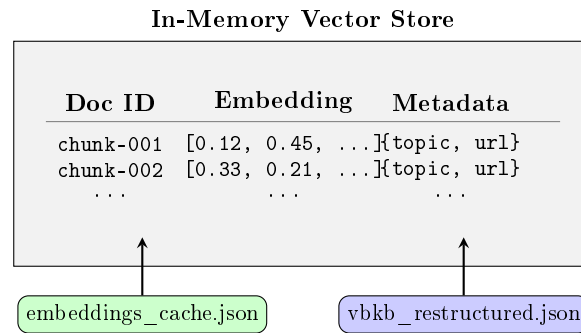 In-Memory Vector Store
Doc ID Embedding Metadata
chunk-001 [0.12, 0.45, ...] {topic, url}
chunk-002 [0.33, 0.21, ...] {topic, url}
... ... ...
embeddings_cache.json vbkb_restructured.json